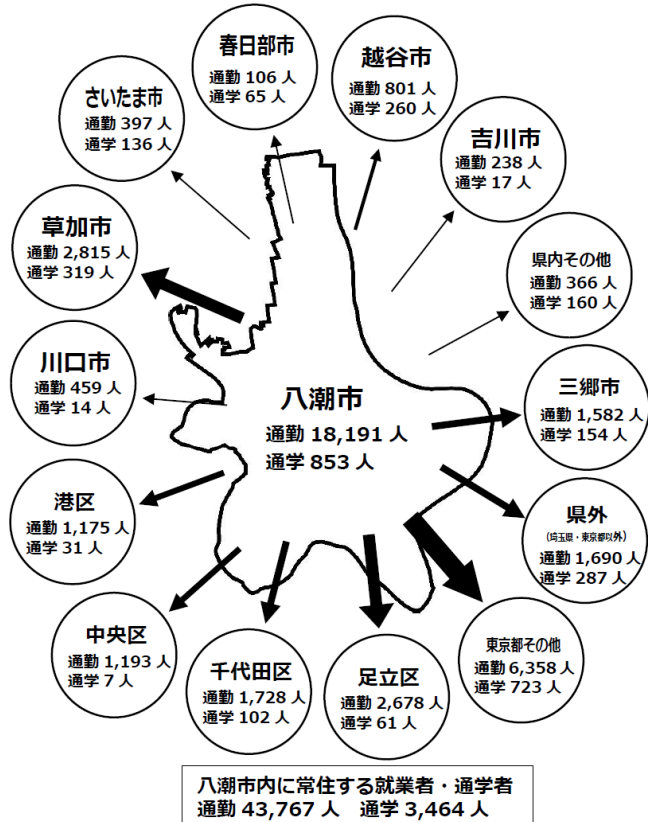 春日部市
通勤 106 人
通学 65 人
越谷市
通勤 801 人
通学 260 人
さいたま市
通勤 397 人
通学 136 人
吉川市
通勤 238 人
通学 17 人
草加市
通勤 2,815 人
通学 319 人
県内その他
通勤 366 人
通学 160 人
川口市
通勤 459 人
通学 14 人
八潮市
通勤 18,191 人
通学 853 人
三郷市
通勤 1,582 人
通学 154 人
港区
通勤 1,175 人
通学 31 人
県外
(埼玉県・東京都以外)
通勤 1,690 人
通学 287 人
中央区
通勤 1,193 人
通学 7 人
千代田区
通勤 1,728 人
通学 102 人
足立区
通勤 2,678 人
通学 61 人
東京都その他
通勤 6,358 人
通学 723 人
八潮市内に常住する就業者・通学者
通勤 43,767 人 通学 3,464 人